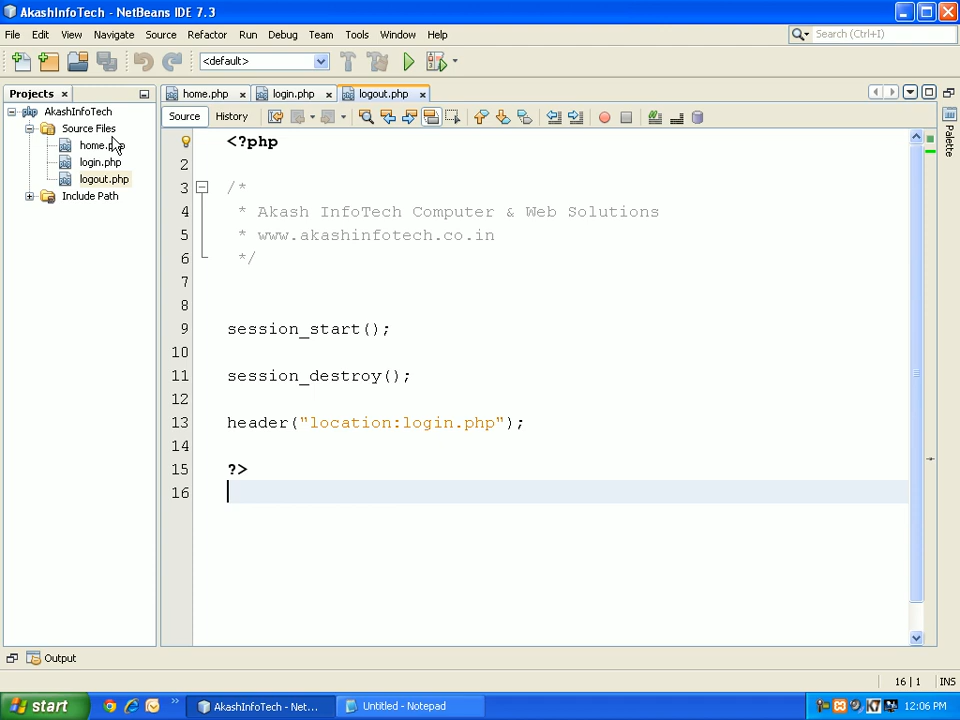 AkashInfoTech - NetBeans IDE 7.3
File Edit View Navigate Source Refactor Run Debug Team Tools Window Help
Search (Ctrl+I)
<default>
Projects
home.php login.php logout.php
AkashInfoTech
Source Files
home.php
login.php
logout.php
Include Path
Source History
Palette
<?php
2
3 /*
4 * Akash InfoTech Computer & Web Solutions
5 * www.akashinfotech.co.in
6 */
7
8
9 session_start();
10
11 session_destroy();
12
13 header("location:login.php");
14
15 ?>
16
Output
16 | 1 INS
start
AkashInfoTech - Net...
Untitled - Notepad
12:06 PM